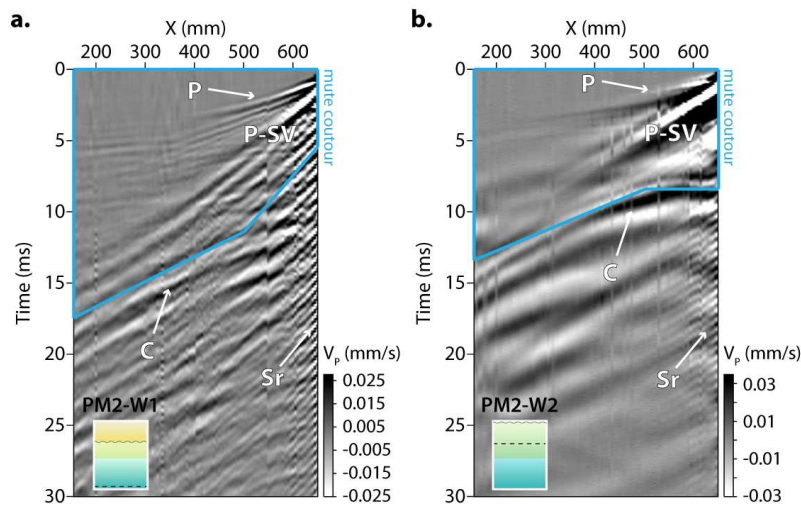 a.
X (mm)
200 300 400 500 600
0
5
10
15
20
25
30
Time (ms)
P
P-SV
C
Sr
mute coutour
PM2-W1
V_P (mm/s)
0.025
0.015
0.005
-0.005
-0.015
-0.025
b.
X (mm)
200 300 400 500 600
0
5
10
15
20
25
30
Time (ms)
P
P-SV
C
Sr
mute coutour
PM2-W2
V_P (mm/s)
0.03
0.01
-0.01
-0.03